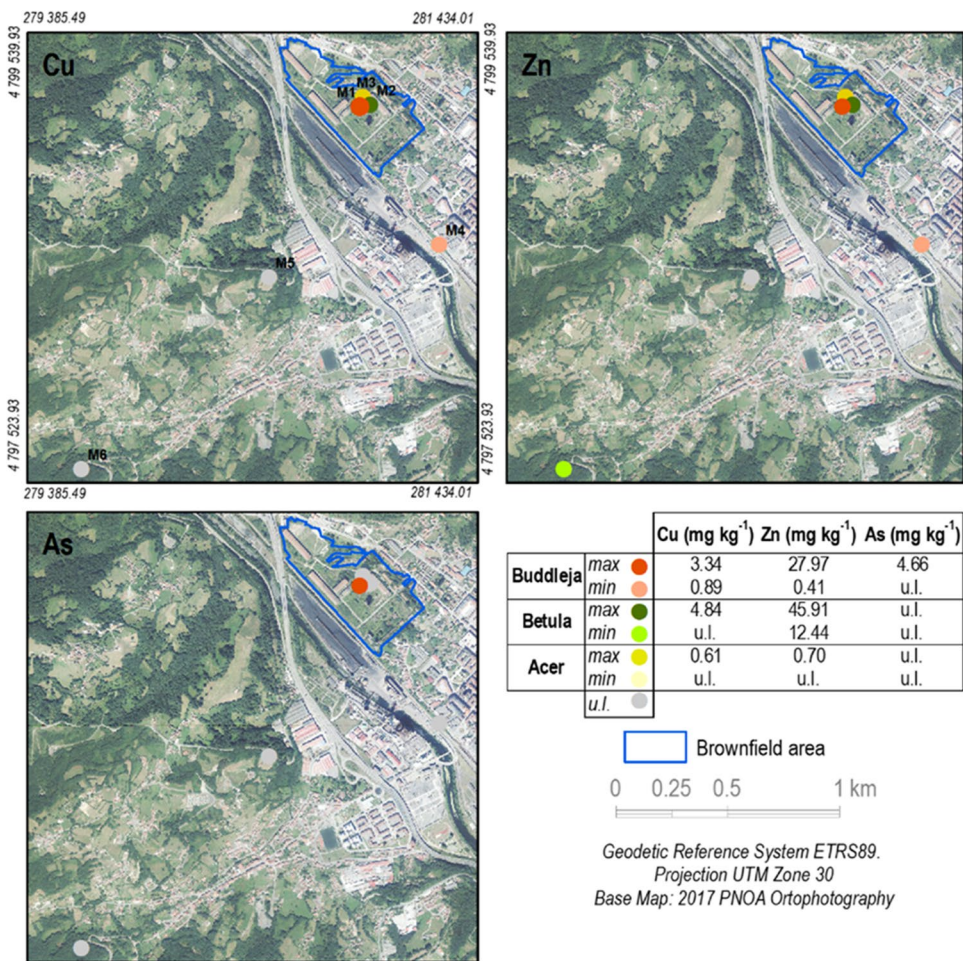 279 385.49 281 434.01
4 799 539.93
4 799 539.93
Cu
M3
M1 M2
M4
M5
M6
4 797 523.93
4 797 523.93
279 385.49 281 434.01
Zn
As
Cu (mg kg-1) Zn (mg kg-1) As (mg kg-1)
Buddleja max 3.34 27.97 4.66
min 0.89 0.41 u.l.
Betula max 4.84 45.91 u.l.
min u.l. 12.44 u.l.
Acer max 0.61 0.70 u.l.
min u.l. u.l. u.l.
u.l.
Brownfield area
0 0.25 0.5 1 km
Geodetic Reference System ETRS89.
Projection UTM Zone 30
Base Map: 2017 PNOA Ortophotography